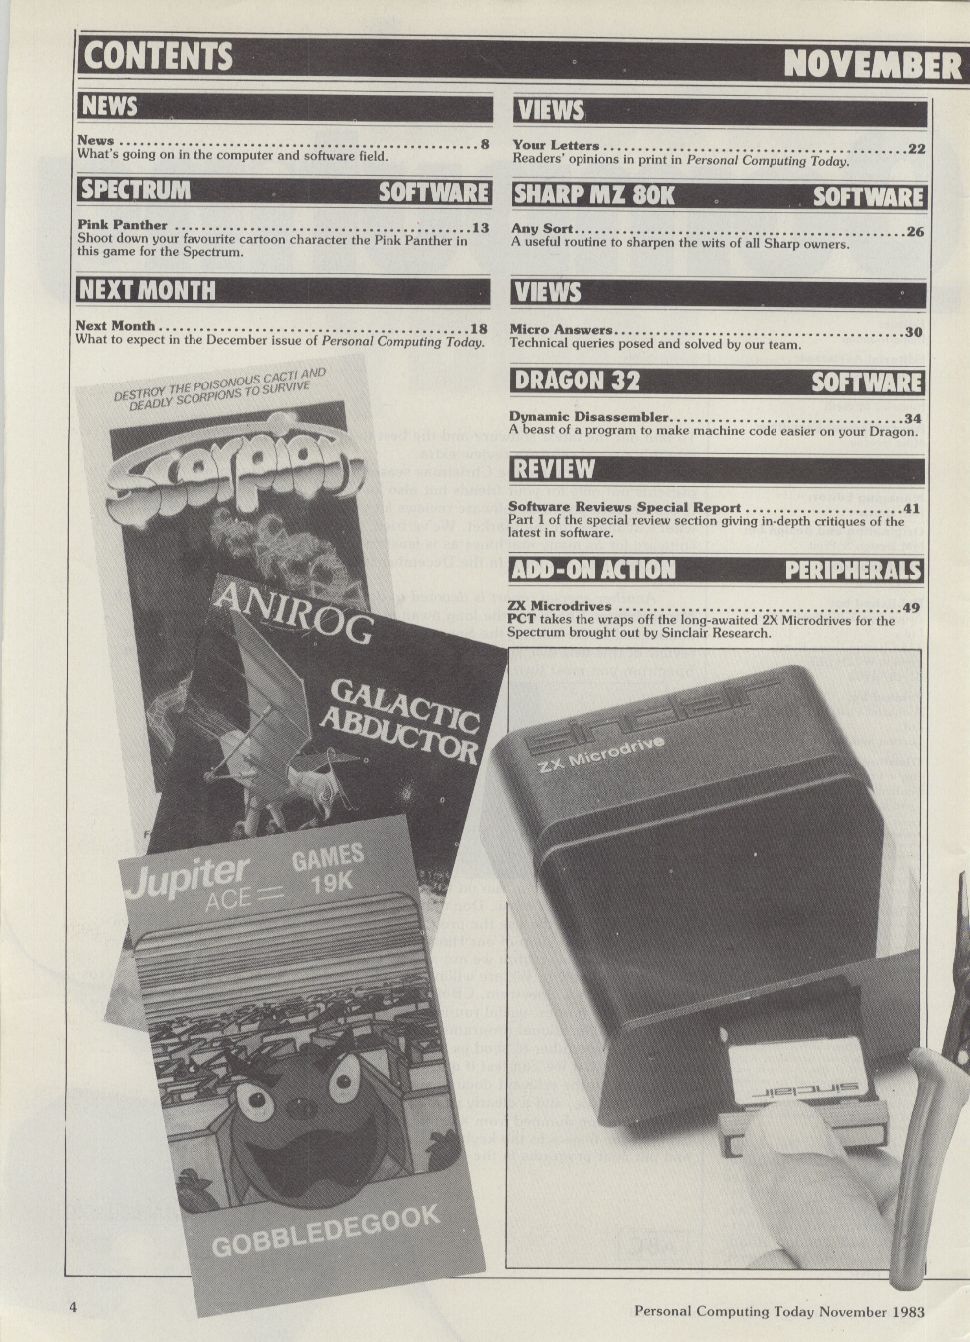 CONTENTS NOVEMBER
NEWS
News ........................................................ 8
What's going on in the computer and software field.
SPECTRUM SOFTWARE
Pink Panther ........................................................ 13
Shoot down your favourite cartoon character the Pink Panther in
this game for the Spectrum.
NEXT MONTH
Next Month ........................................................ 18
What to expect in the December issue of Personal Computing Today.
VIEWS
Your Letters ........................................................ 22
Readers' opinions in print in Personal Computing Today.
SHARP MZ 80K SOFTWARE
Any Sort ........................................................ 26
A useful routine to sharpen the wits of all Sharp owners.
VIEWS
Micro Answers ........................................................ 30
Technical queries posed and solved by our team.
DRAGON 32 SOFTWARE
Dynamic Disassembler ........................................................ 34
A beast of a program to make machine code easier on your Dragon.
REVIEW
Software Reviews Special Report ........................................................ 41
Part 1 of the special review section giving in-depth critiques of the
latest in software.
ADD-ON ACTION PERIPHERALS
ZX Microdrives ........................................................ 49
PCT takes the wraps off the long-awaited 2X Microdrives for the
Spectrum brought out by Sinclair Research.
DESTROY THE POISONOUS CACTI AND
DEADLY SCORPIONS TO SURVIVE
Scorpion
ANIROG
GALACTIC
ABDUCTOR
Jupiter
ACE
GAMES
19K
GOBBLEDEGOOK
sinclair
ZX Microdrive
sinclair
4
Personal Computing Today November 1983